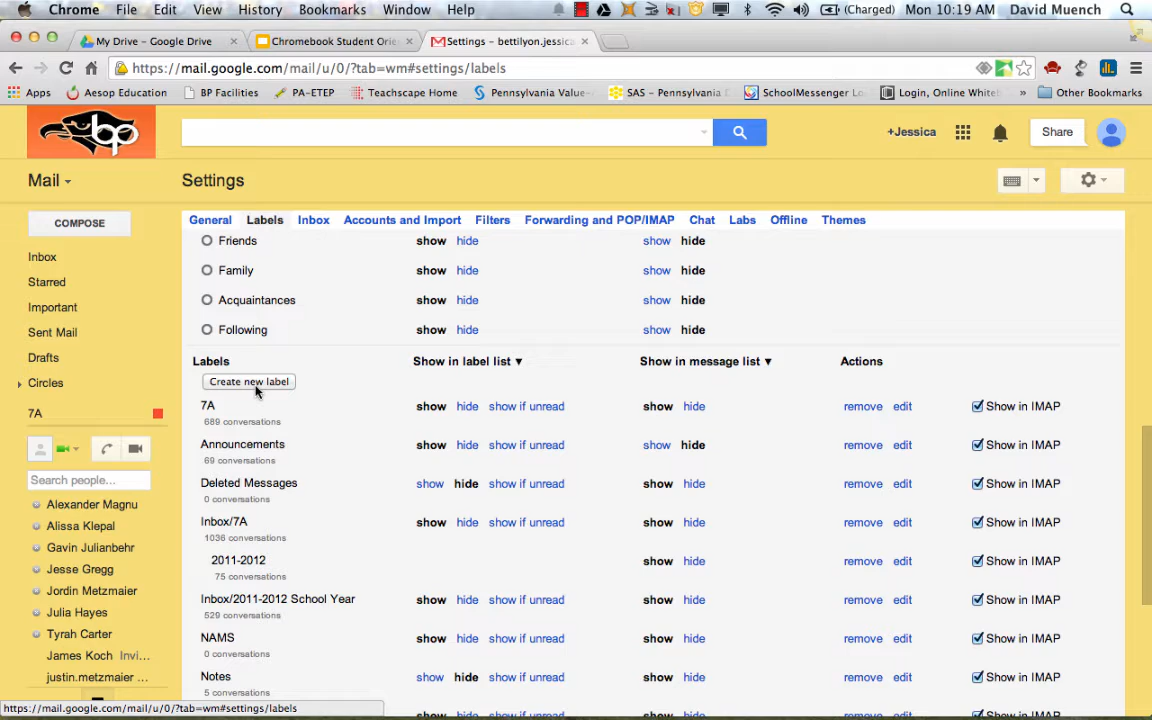 Chrome File Edit View History Bookmarks Window Help (Charged) Mon 10:19 AM David Muench
My Drive - Google Drive Chromebook Student Orie Settings - bettilyon.jessica
https://mail.google.com/mail/u/0/?tab=wm#settings/labels
Apps Aesop Education BP Facilities PA-ETEP Teachscape Home Pennsylvania Value- SAS - Pennsylvania SchoolMessenger Lo Login, Online White » Other Bookmarks
bp
+Jessica Share
Mail Settings
COMPOSE
General Labels Inbox Accounts and Import Filters Forwarding and POP/IMAP Chat Labs Offline Themes
Inbox
Starred
Important
Sent Mail
Drafts
Circles
7A
Search people...
Alexander Magnu
Alissa Klepal
Gavin Julianbehr
Jesse Gregg
Jordin Metzmaier
Julia Hayes
Tyrah Carter
James Koch Invi...
justin.metzmaier ...
Friends show hide show hide
Family show hide show hide
Acquaintances show hide show hide
Following show hide show hide
Labels Show in label list ▼ Show in message list ▼ Actions
Create new label
7A show hide show if unread show hide remove edit Show in IMAP
689 conversations
Announcements show hide show if unread show hide remove edit Show in IMAP
69 conversations
Deleted Messages show hide show if unread show hide remove edit Show in IMAP
0 conversations
Inbox/7A show hide show if unread show hide remove edit Show in IMAP
1036 conversations
2011-2012 show hide remove edit Show in IMAP
75 conversations
Inbox/2011-2012 School Year show hide show if unread show hide remove edit Show in IMAP
529 conversations
NAMS show hide show if unread show hide remove edit Show in IMAP
0 conversations
Notes show hide show if unread show hide remove edit Show in IMAP
5 conversations
https://mail.google.com/mail/u/0/?tab=wm#settings/labels